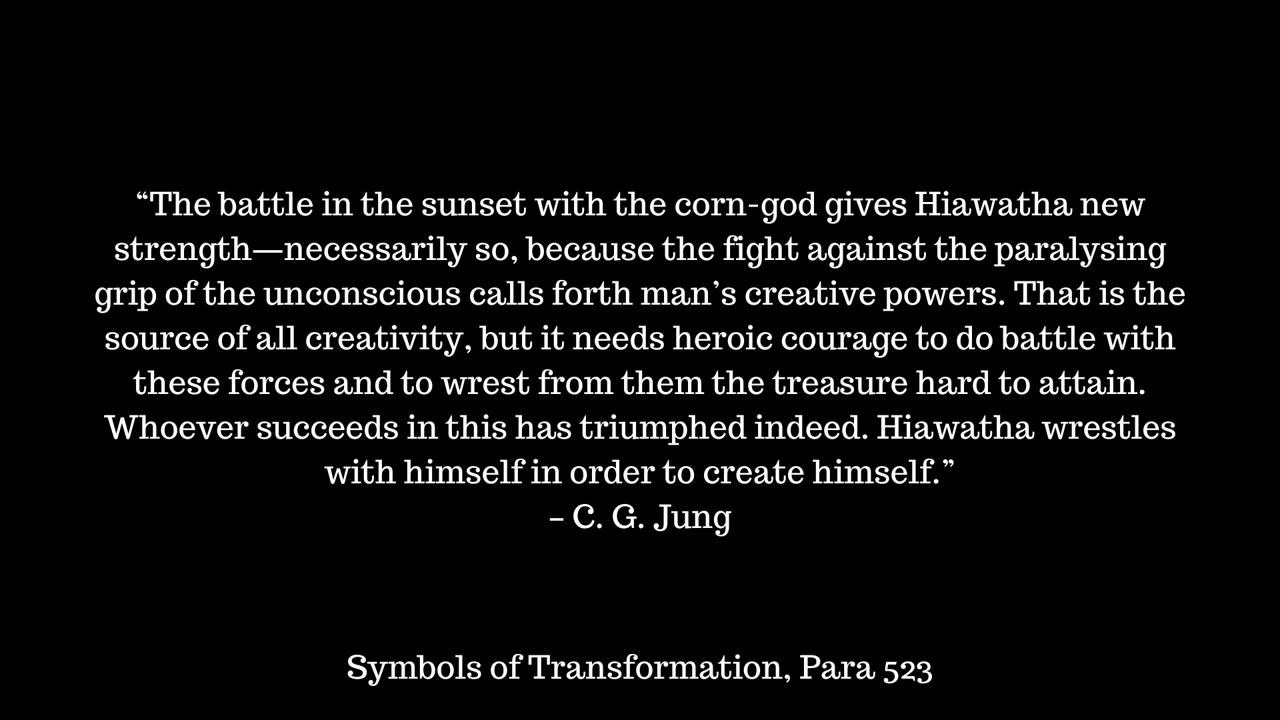 “The battle in the sunset with the corn-god gives Hiawatha new
strength—necessarily so, because the fight against the paralysing
grip of the unconscious calls forth man’s creative powers. That is the
source of all creativity, but it needs heroic courage to do battle with
these forces and to wrest from them the treasure hard to attain.
Whoever succeeds in this has triumphed indeed. Hiawatha wrestles
with himself in order to create himself.”
– C. G. Jung
Symbols of Transformation, Para 523